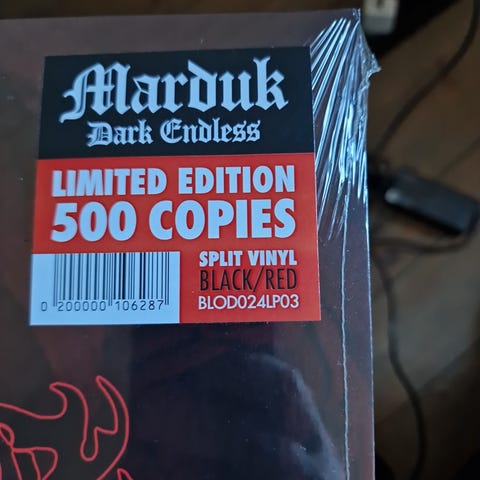 Marduk
Dark Endless
LIMITED EDITION
500 COPIES
SPLIT VINYL
BLACK/RED
BLOD024LP03
0 200000 106287